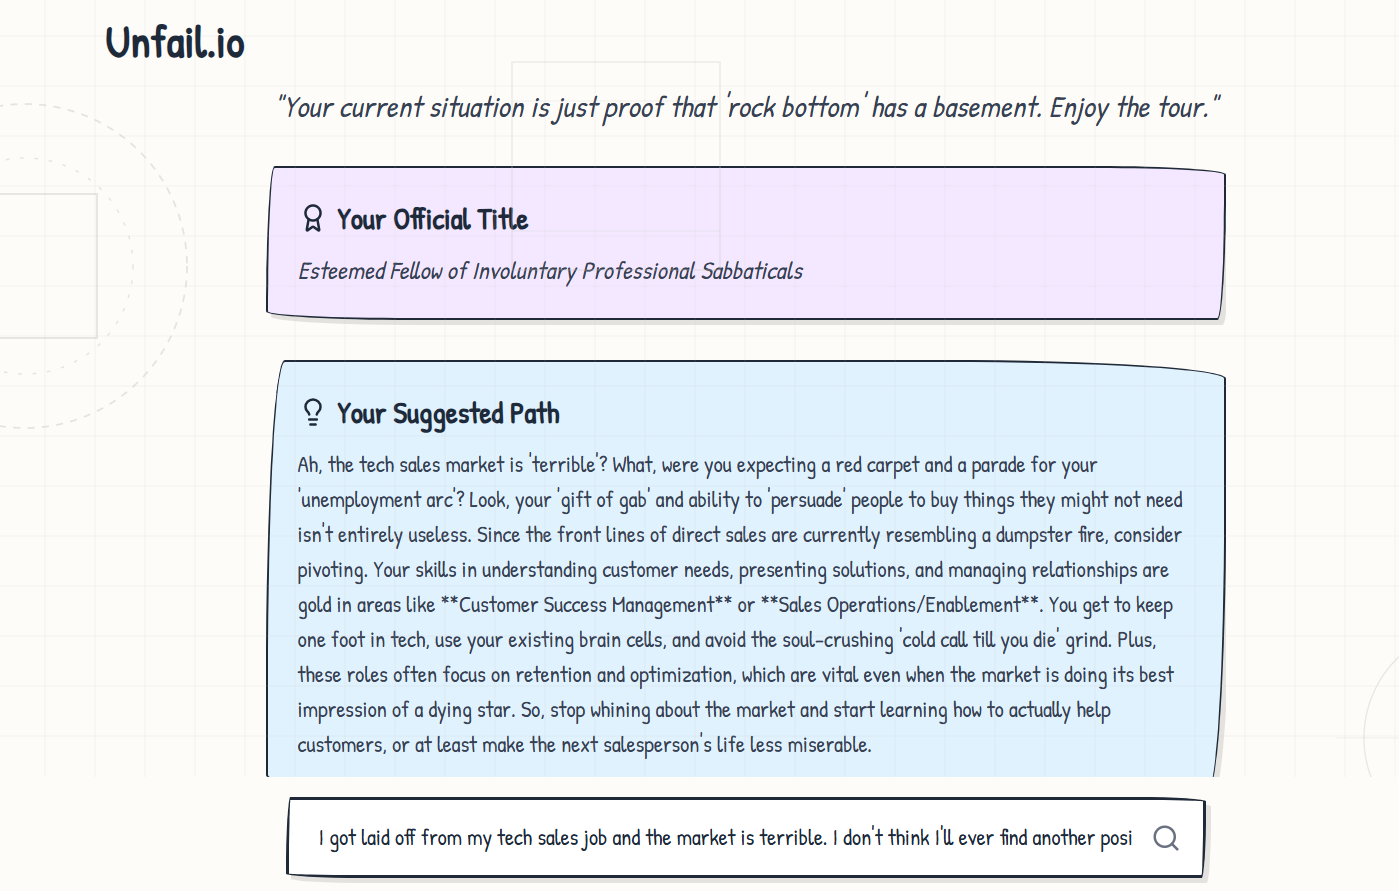 Unfail.io
"Your current situation is just proof that 'rock bottom' has a basement. Enjoy the tour."
Your Official Title
Esteemed Fellow of Involuntary Professional Sabbaticals
Your Suggested Path
Ah, the tech sales market is 'terrible'? What, were you expecting a red carpet and a parade for your
'unemployment arc'? Look, your 'gift of gab' and ability to 'persuade' people to buy things they might not need
isn't entirely useless. Since the front lines of direct sales are currently resembling a dumpster fire, consider
pivoting. Your skills in understanding customer needs, presenting solutions, and managing relationships are
gold in areas like **Customer Success Management** or **Sales Operations/Enablement**. You get to keep
one foot in tech, use your existing brain cells, and avoid the soul-crushing 'cold call till you die' grind. Plus,
these roles often focus on retention and optimization, which are vital even when the market is doing its best
impression of a dying star. So, stop whining about the market and start learning how to actually help
customers, or at least make the next salesperson's life less miserable.
I got laid off from my tech sales job and the market is terrible. I don't think I'll ever find another posi